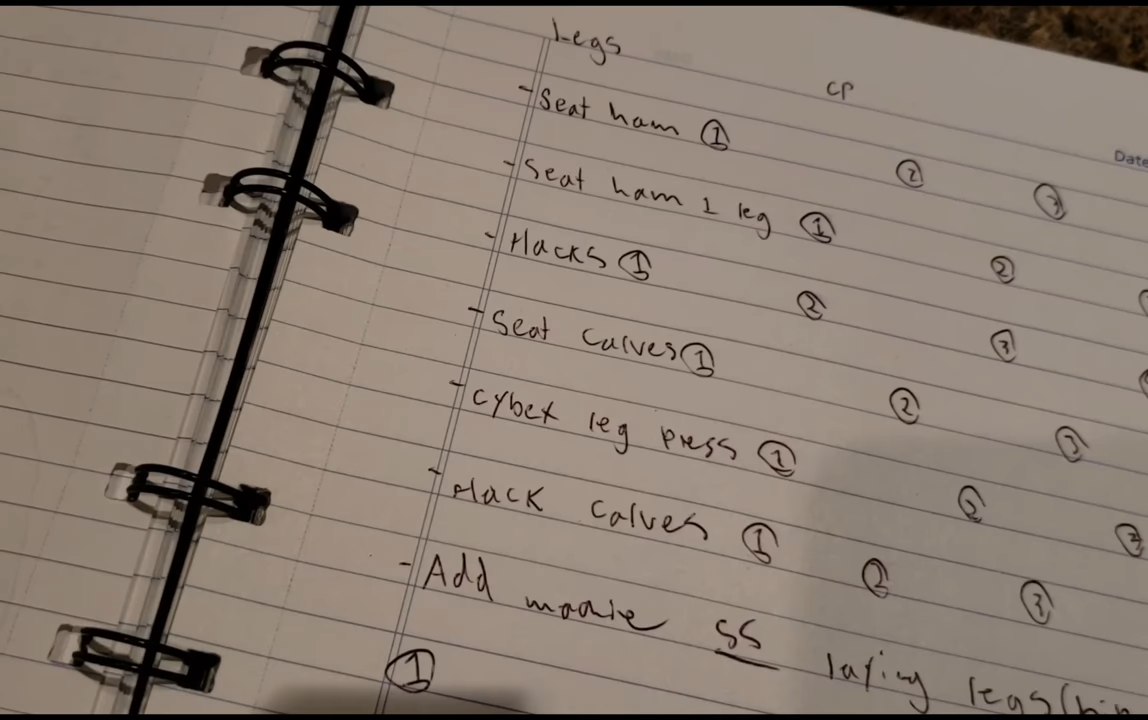 Legs
CP
Date
- Seat ham ① ② ③
- Seat ham 1 leg ① ②
- Hacks ① ② ③
- Seat Calves ① ② ③
- Cybex leg press ① ② ③
- Hack Calves ① ② ③
- Add SS laying legs
①